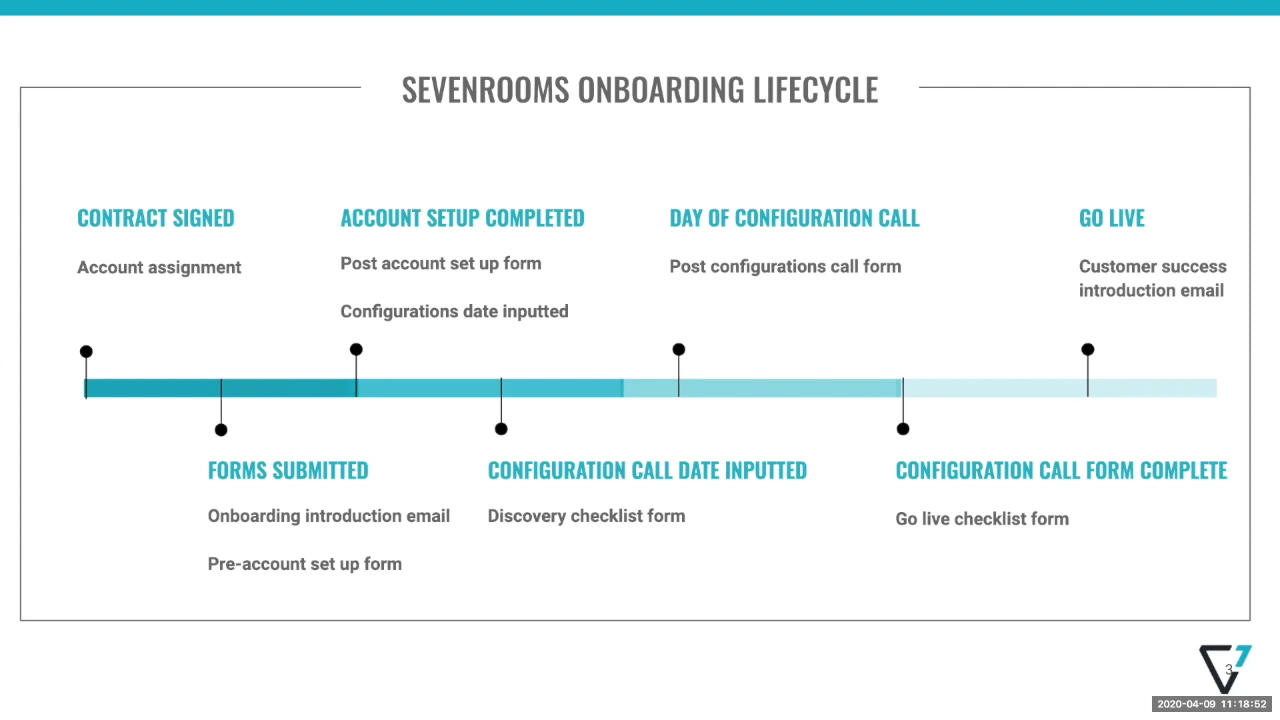 SEVENROOMS ONBOARDING LIFECYCLE
CONTRACT SIGNED
Account assignment
ACCOUNT SETUP COMPLETED
Post account set up form
Configurations date inputted
DAY OF CONFIGURATION CALL
Post configurations call form
GO LIVE
Customer success
introduction email
FORMS SUBMITTED
Onboarding introduction email
Pre-account set up form
CONFIGURATION CALL DATE INPUTTED
Discovery checklist form
CONFIGURATION CALL FORM COMPLETE
Go live checklist form
7
3
2020-04-09 11:18:52